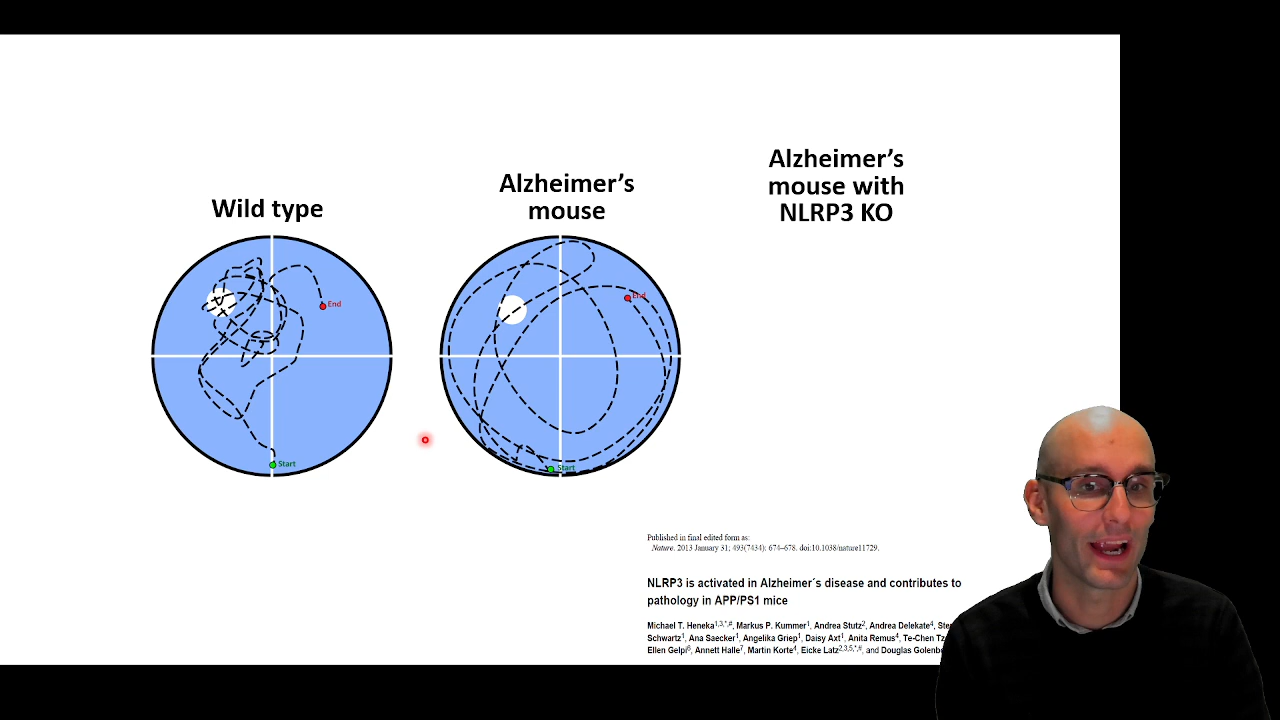 Wild type
Alzheimer’s
mouse
Alzheimer’s
mouse with
NLRP3 KO
End
Start
End
Start
Published in final edited form as:
Nature. 2013 January 31; 493(7434): 674–678. doi:10.1038/nature11729.
NLRP3 is activated in Alzheimer´s disease and contributes to
pathology in APP/PS1 mice
Michael T. Heneka1,3,*,#, Markus P. Kummer1, Andrea Stutz2, Andrea Delekate4,
Schwartz1, Ana Saecker1, Angelika Griep1, Daisy Axt1, Anita Remus4, Te-Chen
Ellen Gelpi6, Annett Halle7, Martin Korte4, Eicke Latz2,3,5,*,#, and Douglas